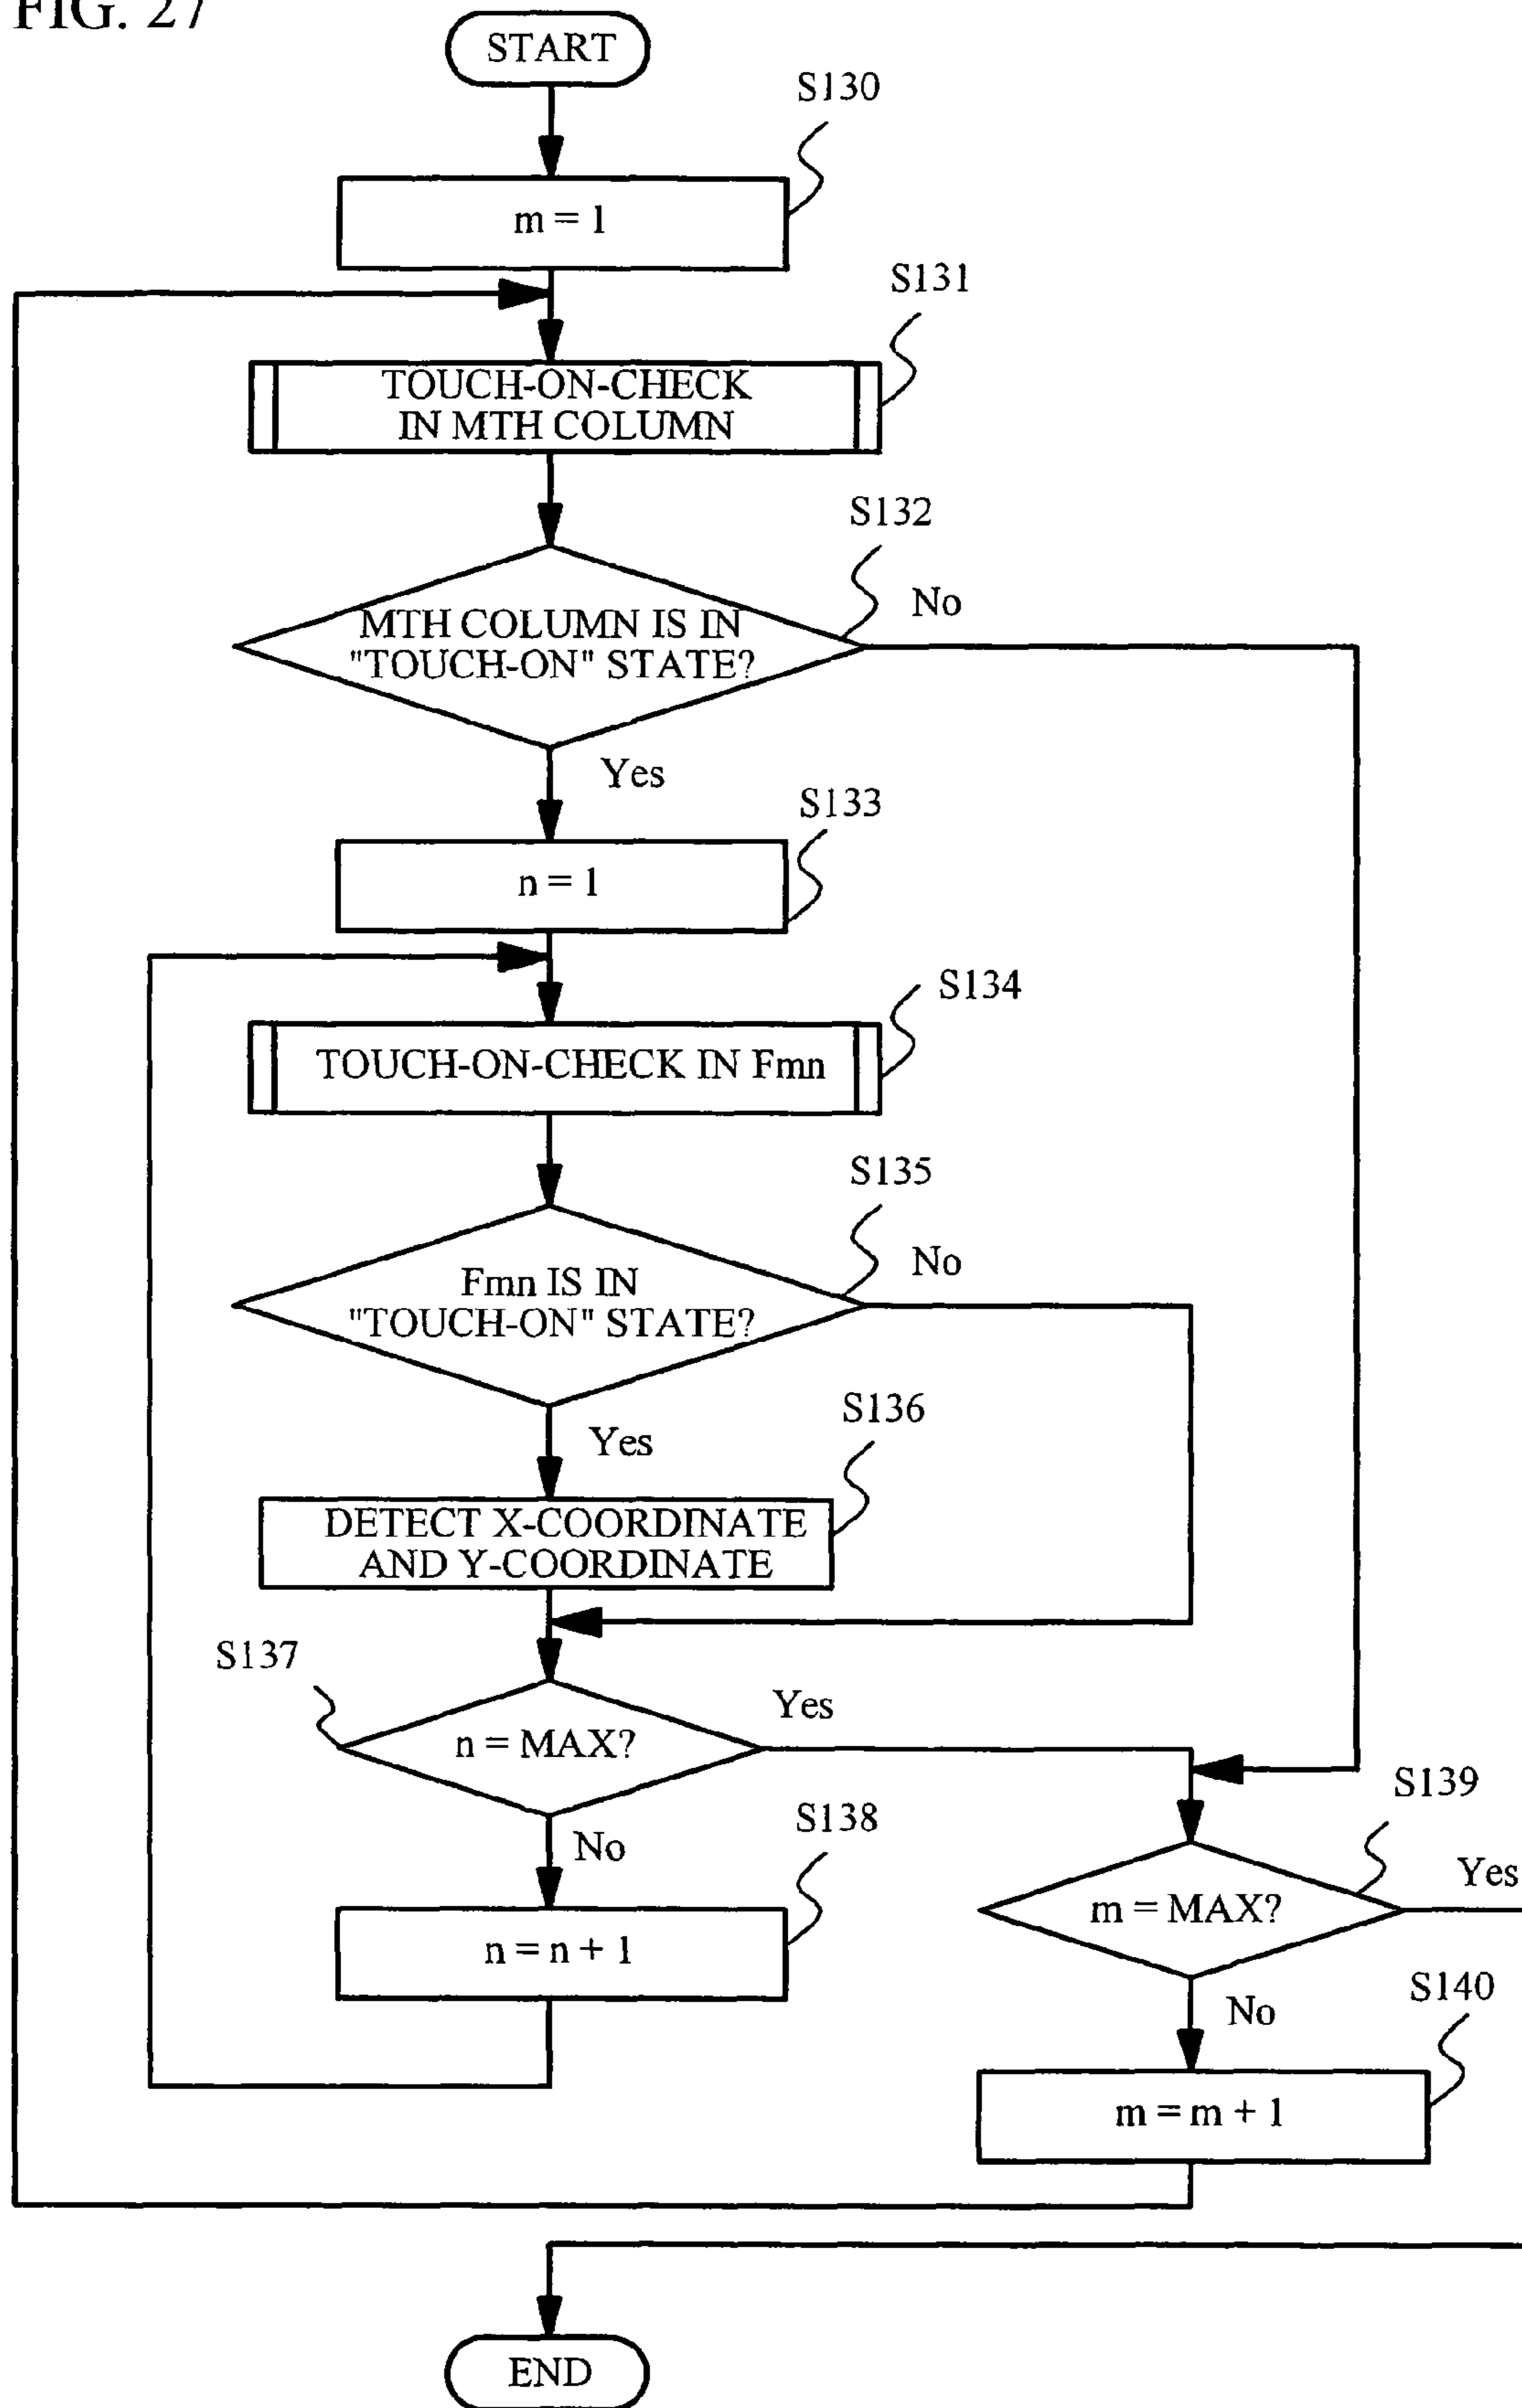 FIG. 27
START
S130
m = 1
S131
TOUCH-ON-CHECK
IN MTH COLUMN
S132
MTH COLUMN IS IN
"TOUCH-ON" STATE?
No
Yes
S133
n = 1
S134
TOUCH-ON-CHECK IN Fmn
S135
Fmn IS IN
"TOUCH-ON" STATE?
No
Yes
S136
DETECT X-COORDINATE
AND Y-COORDINATE
S137
n = MAX?
Yes
No
S138
n = n + 1
S139
m = MAX?
Yes
No
S140
m = m + 1
END